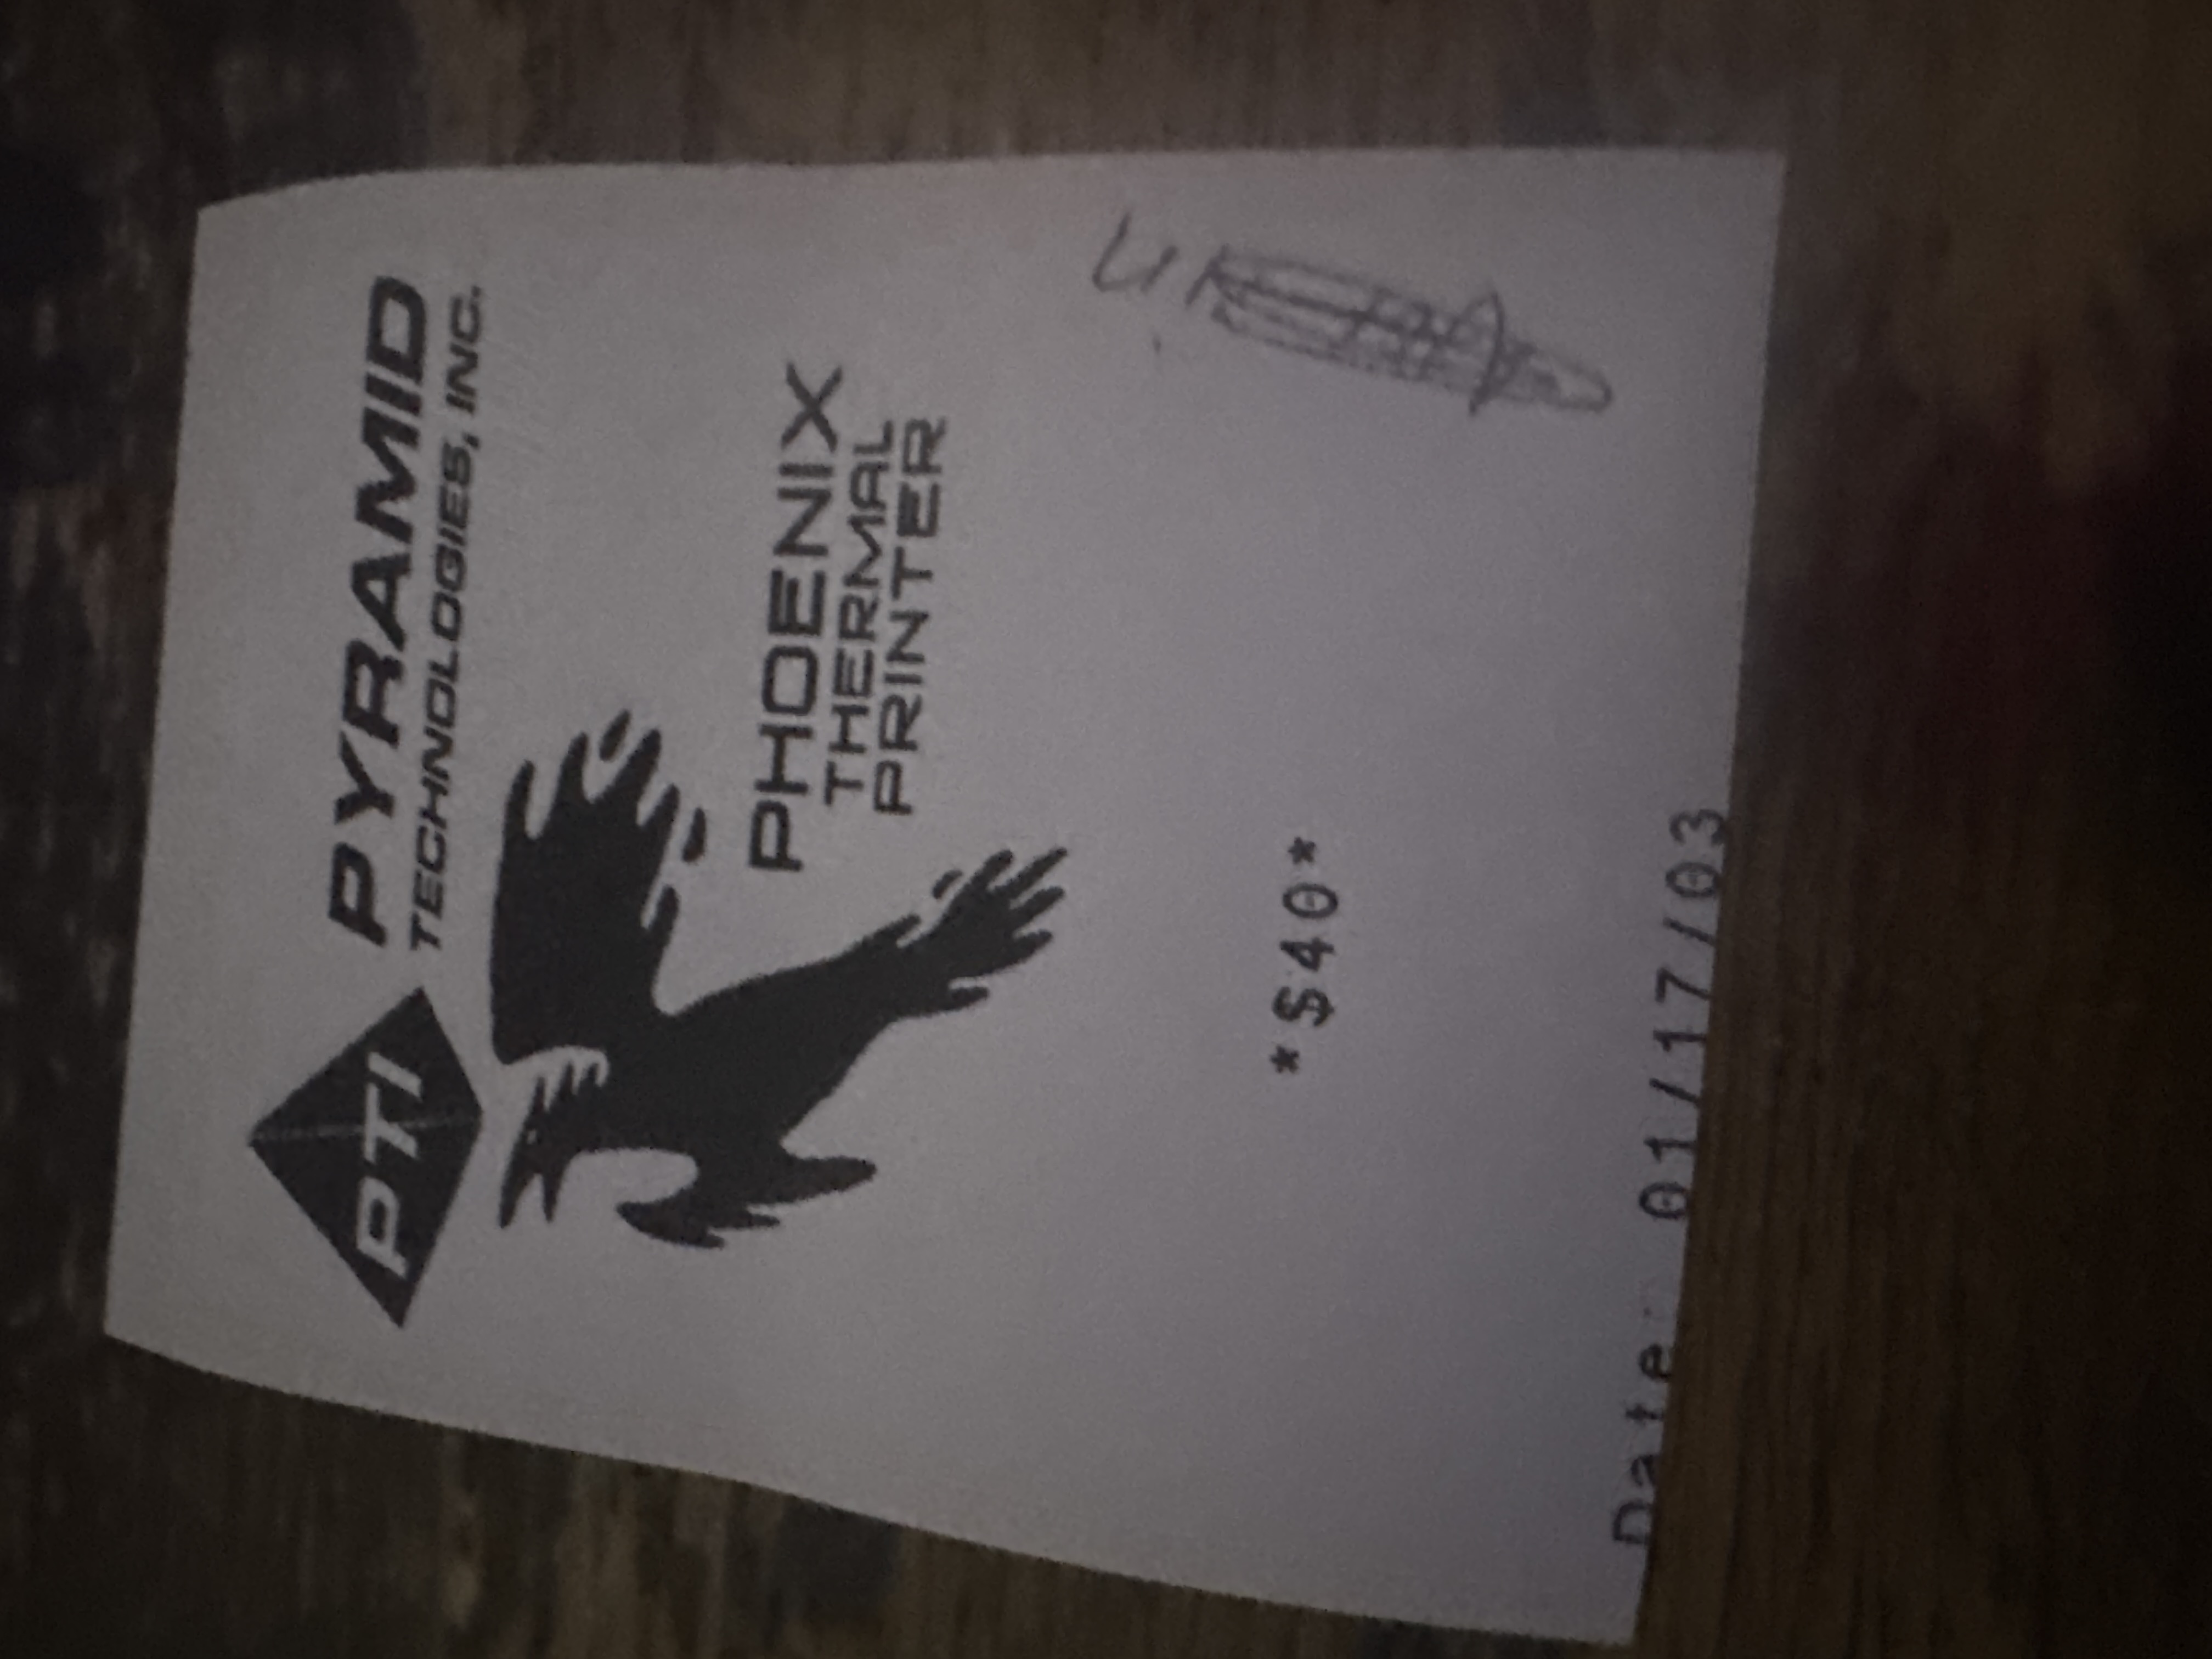 PTI
PYRAMID
TECHNOLOGIES, INC.
PHOENIX
THERMAL
PRINTER
*$40*
Date: 01/17/03